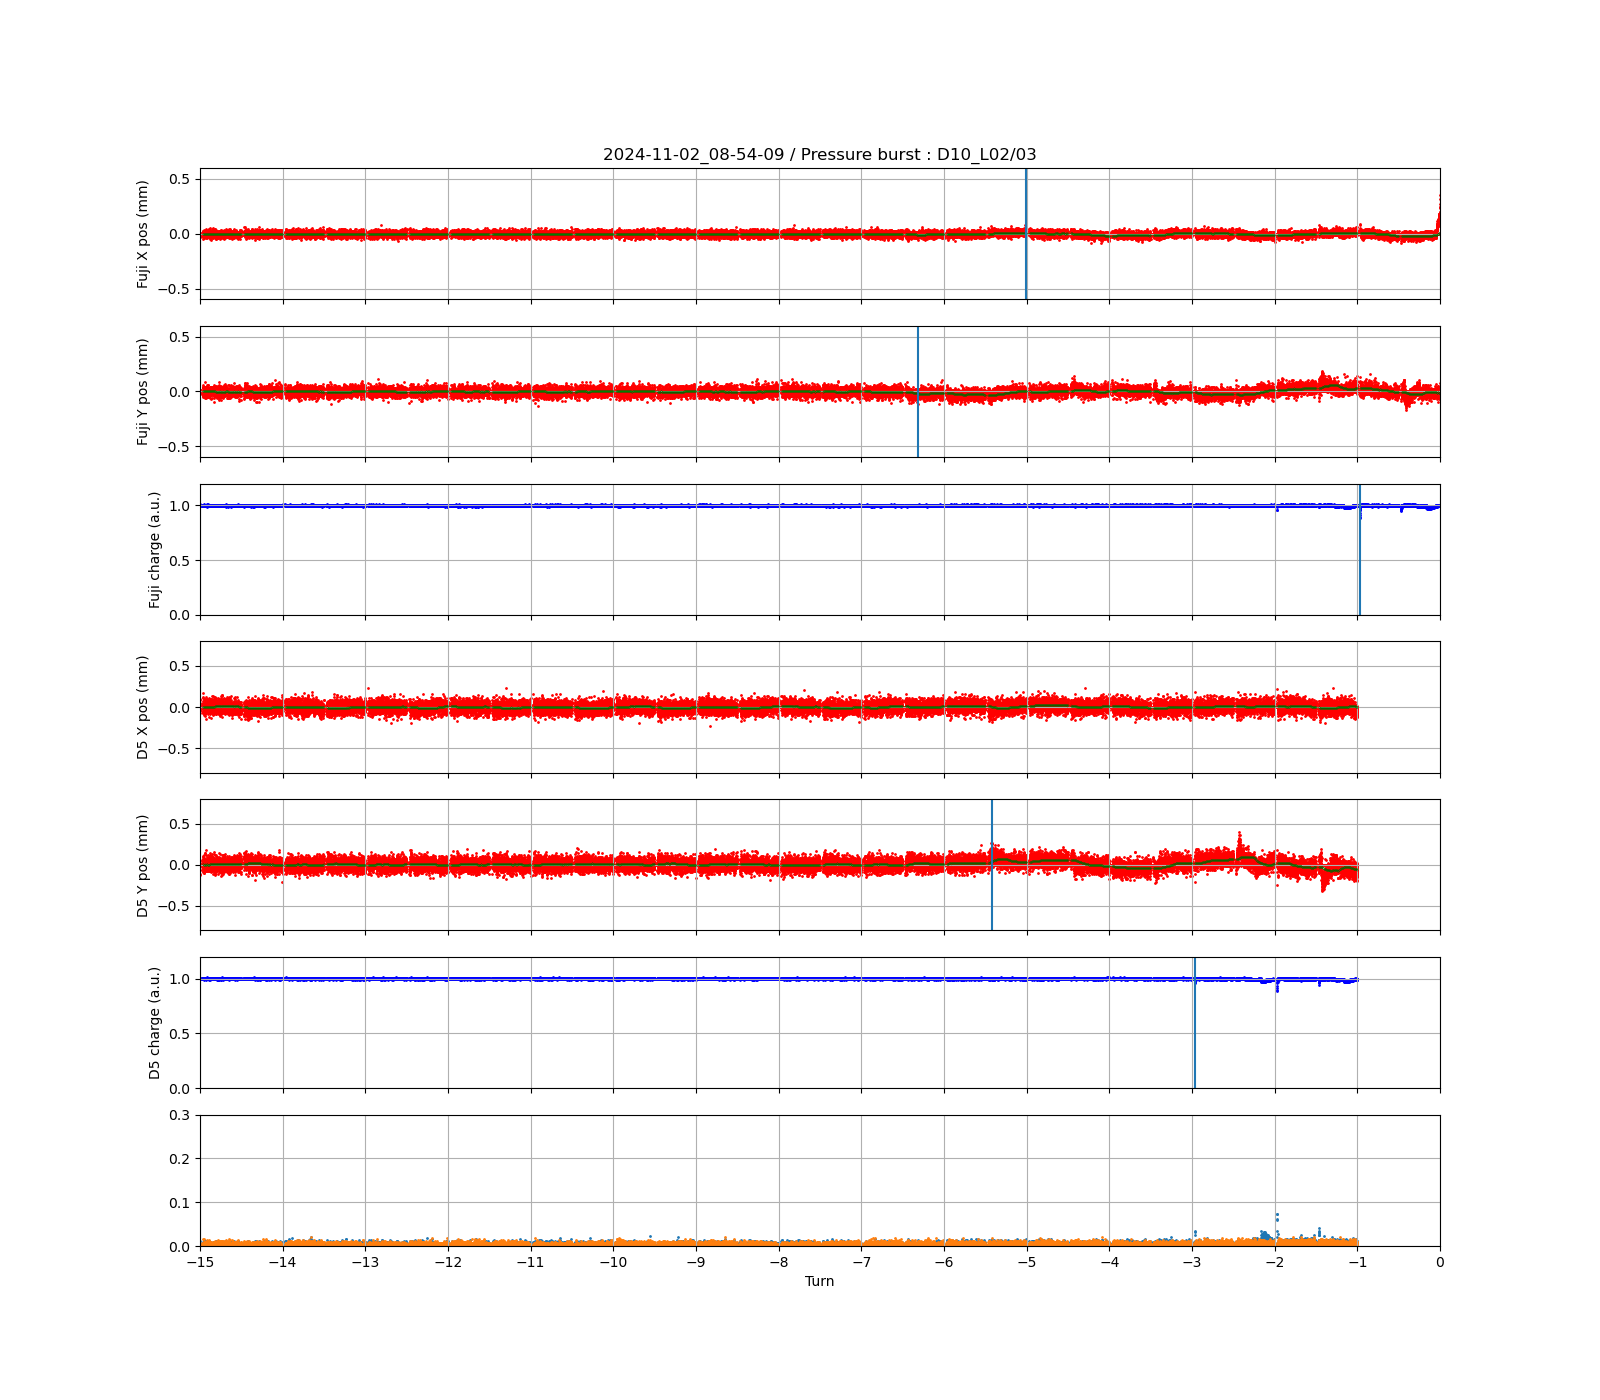 2024-11-02_08-54-09 / Pressure burst : D10_L02/03
Fuji X pos (mm)
0.5
0.0
−0.5
Fuji Y pos (mm)
0.5
0.0
−0.5
Fuji charge (a.u.)
1.0
0.5
0.0
D5 X pos (mm)
0.5
0.0
−0.5
D5 Y pos (mm)
0.5
0.0
−0.5
D5 charge (a.u.)
1.0
0.5
0.0
0.3
0.2
0.1
0.0
−15 −14 −13 −12 −11 −10 −9 −8 −7 −6 −5 −4 −3 −2 −1 0
Turn